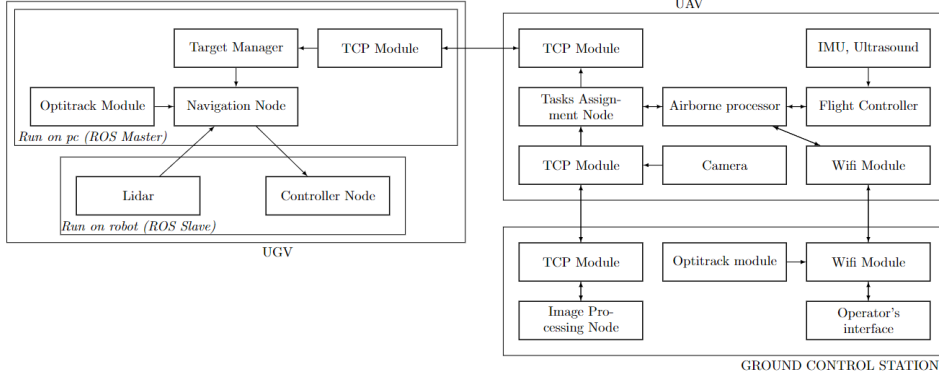 UAV
Target Manager
TCP Module
Optitrack Module
Navigation Node
Run on pc (ROS Master)
Lidar
Controller Node
Run on robot (ROS Slave)
UGV
TCP Module
IMU, Ultrasound
Tasks Assign-
ment Node
Airborne processor
Flight Controller
TCP Module
Camera
Wifi Module
TCP Module
Optitrack module
Wifi Module
Image Pro-
cessing Node
Operator's
interface
GROUND CONTROL STATION